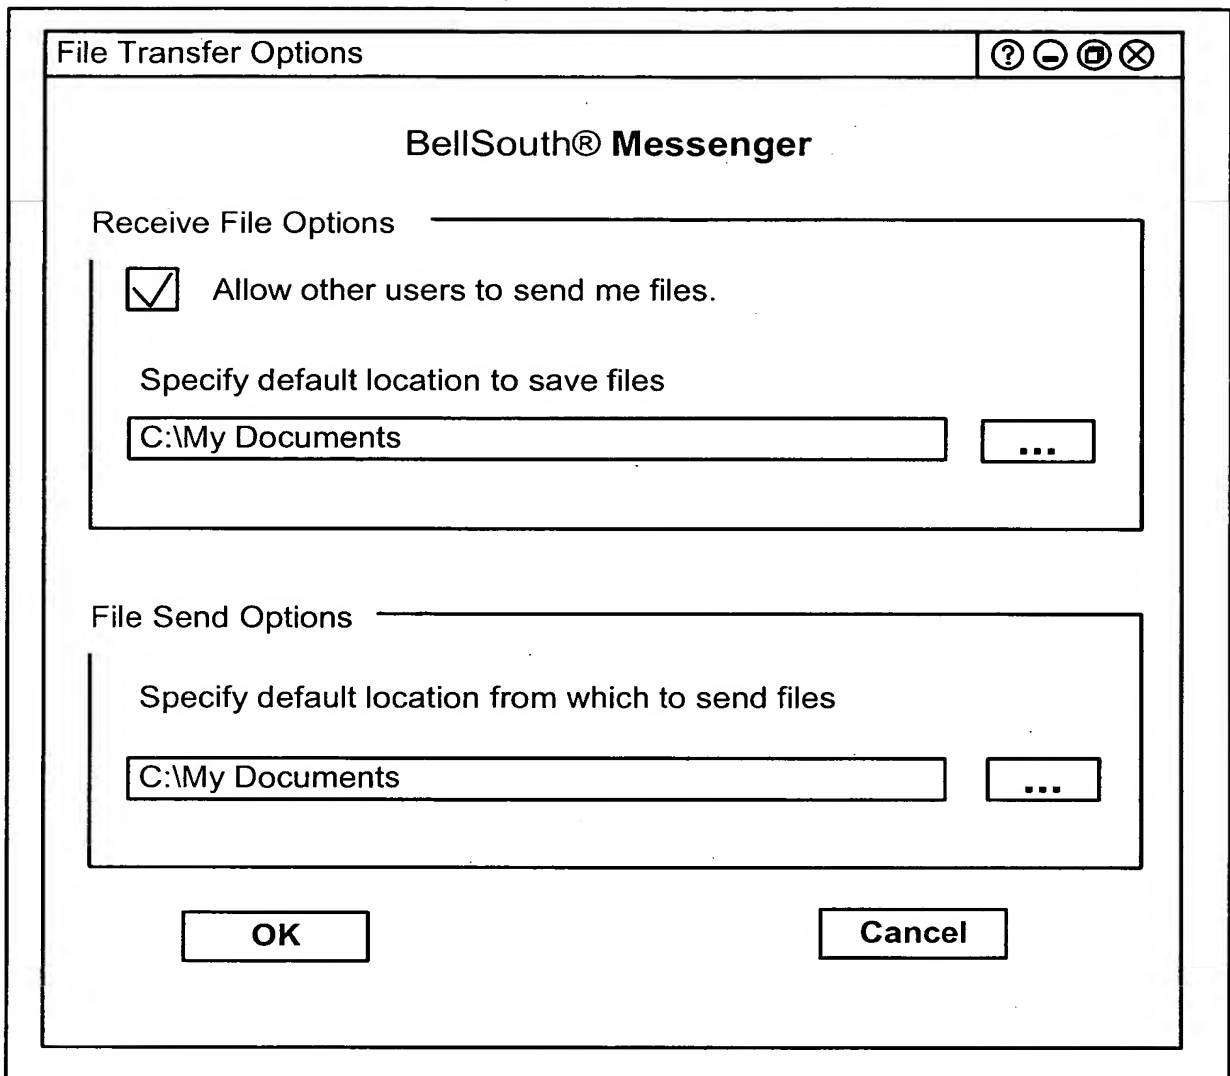 File Transfer Options
BellSouth® Messenger
Receive File Options
Allow other users to send me files.
Specify default location to save files
C:\My Documents
...
File Send Options
Specify default location from which to send files
C:\My Documents
...
OK
Cancel